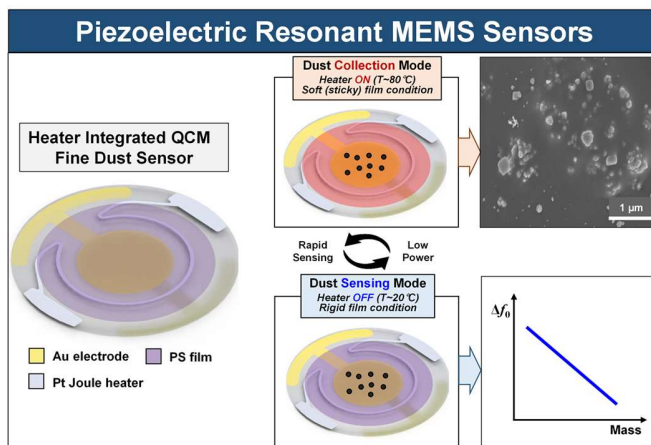 Piezoelectric Resonant MEMS Sensors
Heater Integrated QCM
Fine Dust Sensor
Au electrode
PS film
Pt Joule heater
Dust Collection Mode
Heater ON (T~80℃)
Soft (sticky) film condition
Rapid
Sensing
Low
Power
Dust Sensing Mode
Heater OFF (T~20℃)
Rigid film condition
1 μm
Δf₀
Mass